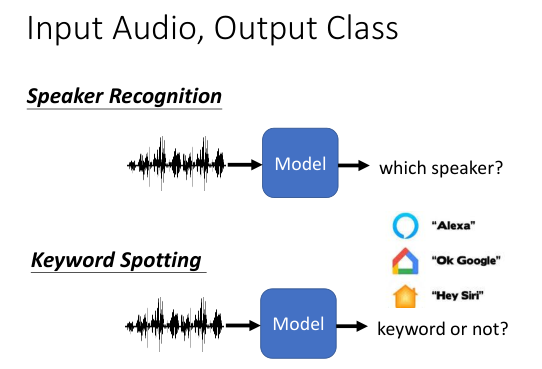 Input Audio, Output Class
Speaker Recognition
Model
which speaker?
"Alexa"
"Ok Google"
"Hey Siri"
Keyword Spotting
Model
keyword or not?